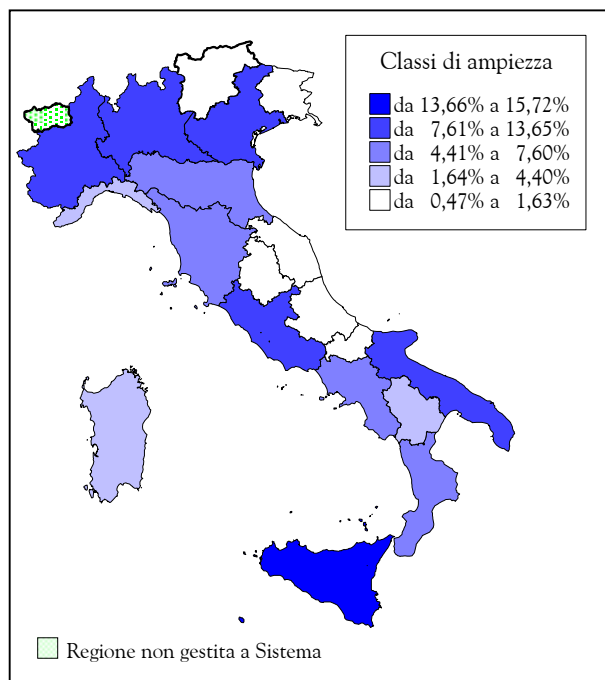 Classi di ampiezza
da 13,66% a 15,72%
da 7,61% a 13,65%
da 4,41% a 7,60%
da 1,64% a 4,40%
da 0,47% a 1,63%
Regione non gestita a Sistema